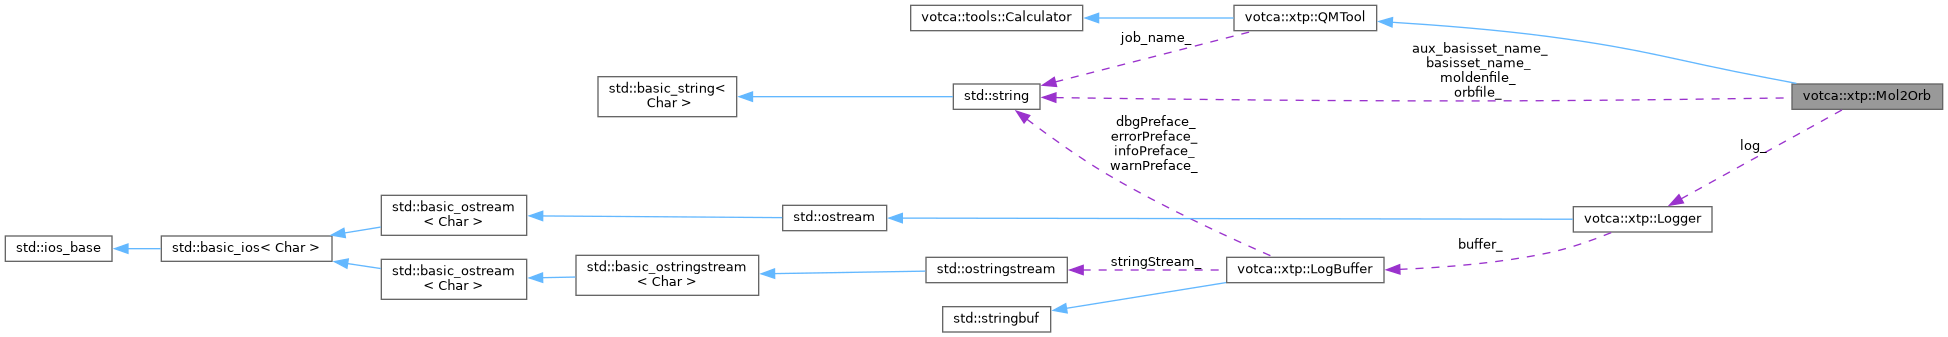 votca::tools::Calculator
votca::xtp::QMTool
job_name_
aux_basisset_name_
basisset_name_
moldenfile_
orbfile_
std::basic_string<
Char >
std::string
votca::xtp::Mol2Orb
dbgPreface_
errorPreface_
infoPreface_
warnPreface_
log_
std::basic_ostream
< Char >
std::ostream
votca::xtp::Logger
std::ios_base
std::basic_ios< Char >
buffer_
std::basic_ostream
< Char >
std::basic_ostringstream
< Char >
std::ostringstream
stringStream_
votca::xtp::LogBuffer
std::stringbuf